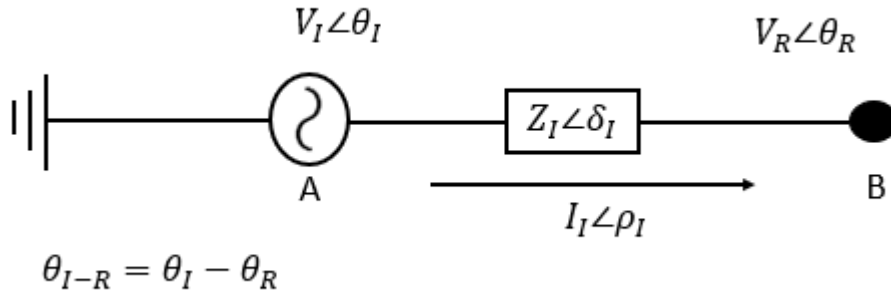 V_I∠θ_I
V_R∠θ_R
Z_I∠δ_I
A
B
I_I∠ρ_I
θ_{I−R} = θ_I − θ_R